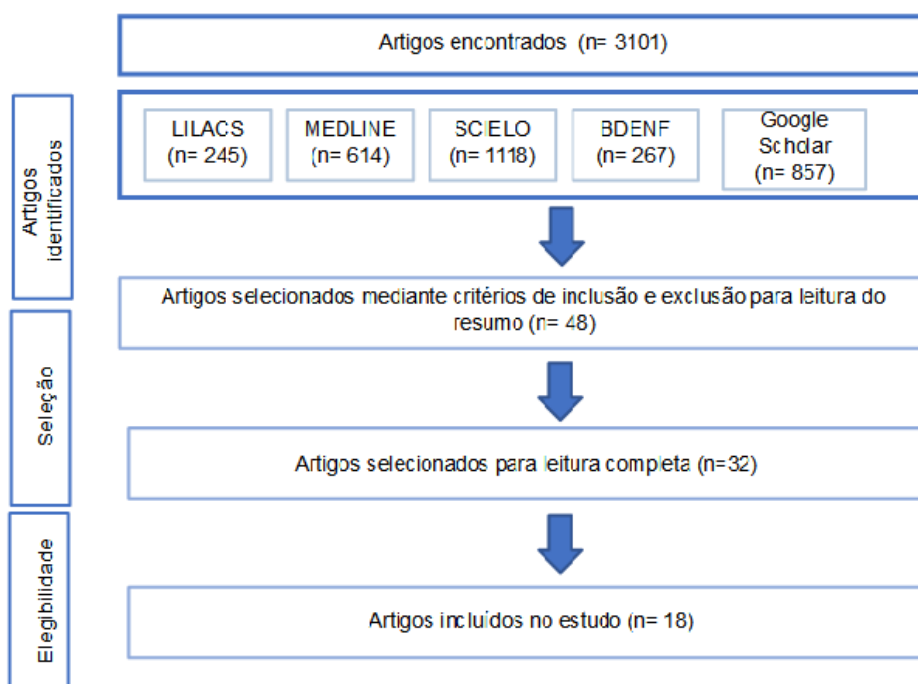 Artigos encontrados (n= 3101)
Artigos
identificados
LILACS
(n= 245)
MEDLINE
(n= 614)
SCIELO
(n= 1118)
BDENF
(n= 267)
Google
Scholar
(n= 857)
Artigos selecionados mediante critérios de inclusão e exclusão para leitura do
resumo (n= 48)
Seleção
Artigos selecionados para leitura completa (n=32)
Elegibilidade
Artigos incluídos no estudo (n= 18)